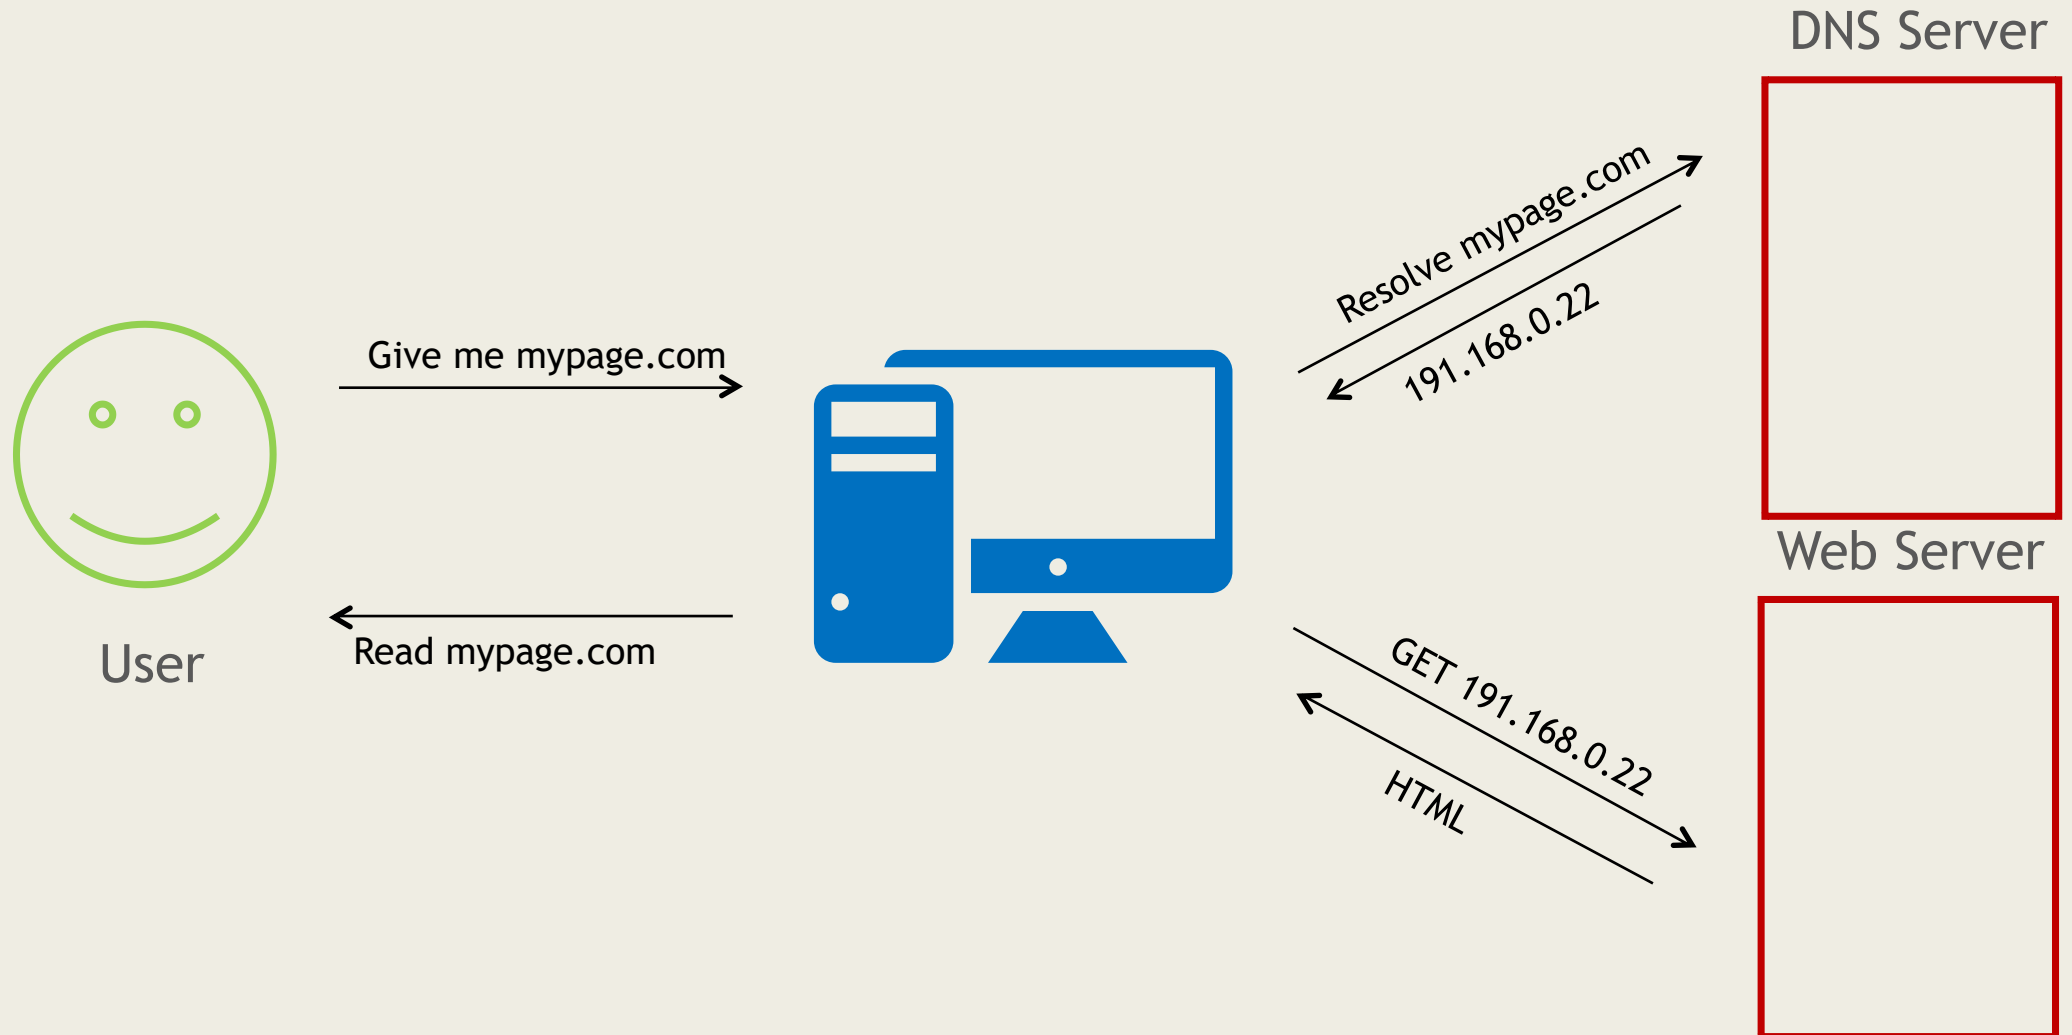 DNS Server
Resolve mypage.com
191.168.0.22
Give me mypage.com
Read mypage.com
User
Web Server
GET 191.168.0.22
HTML